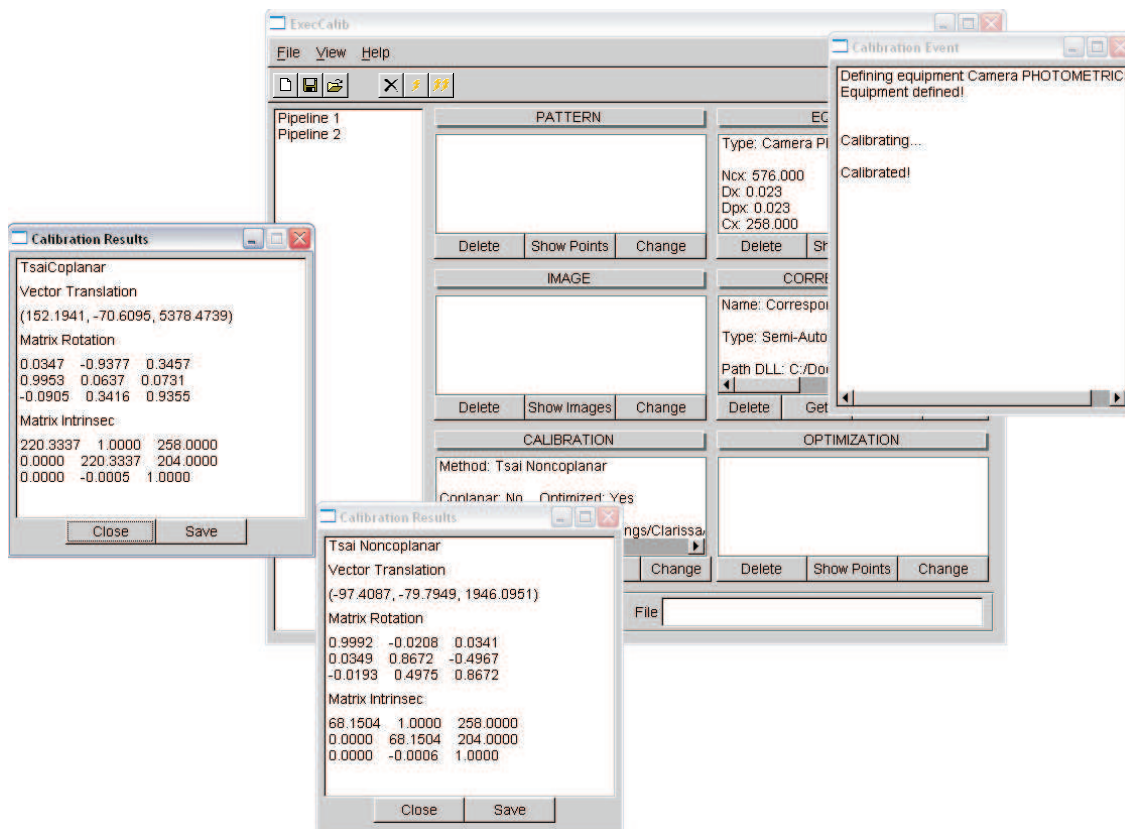 ExecCalib
File View Help
Pipeline 1
Pipeline 2
PATTERN
Delete Show Points Change
Type: Camera
Ncx: 576.000
Dx: 0.023
Dpx: 0.023
Cx: 258.000
Delete
IMAGE
Delete Show Images Change
Name:
Type:
Path DLL:
Delete
CALIBRATION
Method: Tsai Noncoplanar
Coplanar: No Optimized: Yes
Change
OPTIMIZATION
Delete Show Points Change
File
Calibration Event
Defining equipment Camera PHOTOMETRIC
Equipment defined!
Calibrating...
Calibrated!
Calibration Results
TsaiCoplanar
Vector Translation
(152.1941, -70.6095, 5378.4739)
Matrix Rotation
0.0347 -0.9377 0.3457
0.9953 0.0637 0.0731
-0.0905 0.3416 0.9355
Matrix Intrinsec
220.3337 1.0000 258.0000
0.0000 220.3337 204.0000
0.0000 -0.0005 1.0000
Close Save
Calibration Results
Tsai Noncoplanar
Vector Translation
(-97.4087, -79.7949, 1946.0951)
Matrix Rotation
0.9992 -0.0208 0.0341
0.0349 0.8672 -0.4967
-0.0193 0.4975 0.8672
Matrix Intrinsec
68.1504 1.0000 258.0000
0.0000 68.1504 204.0000
0.0000 -0.0006 1.0000
Close Save